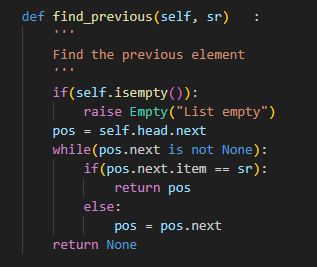 def find_previous(self, sr)   :
    '''
    Find the previous element
    '''
    if(self.isempty()):
        raise Empty("List empty")
    pos = self.head.next
    while(pos.next is not None):
        if(pos.next.item == sr):
            return pos
        else:
            pos = pos.next
    return None